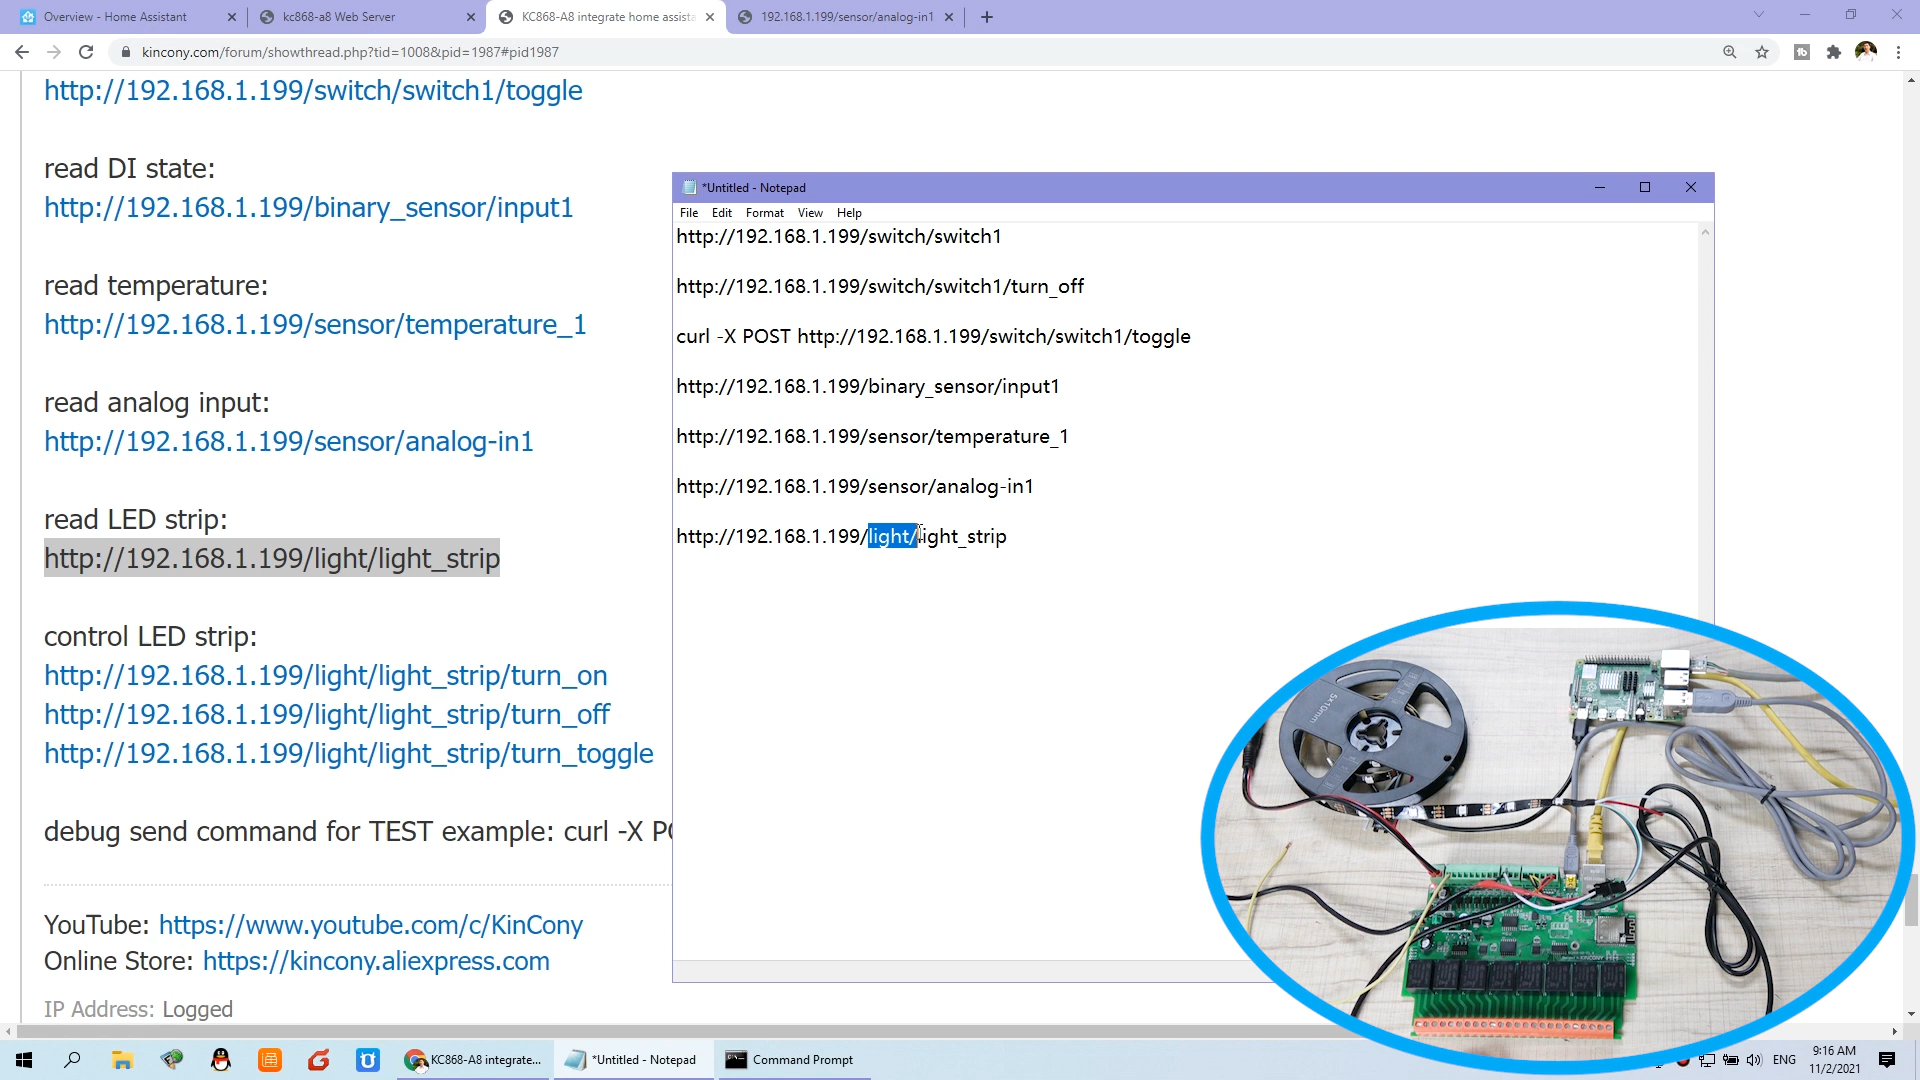 Overview - Home Assistant
kc868-a8 Web Server
KC868-A8 integrate home assista
192.168.1.199/sensor/analog-in1
kincony.com/forum/showthread.php?tid=1008&pid=1987#pid1987
http://192.168.1.199/switch/switch1/toggle
read DI state:
http://192.168.1.199/binary_sensor/input1
read temperature:
http://192.168.1.199/sensor/temperature_1
read analog input:
http://192.168.1.199/sensor/analog-in1
read LED strip:
http://192.168.1.199/light/light_strip
control LED strip:
http://192.168.1.199/light/light_strip/turn_on
http://192.168.1.199/light/light_strip/turn_off
http://192.168.1.199/light/light_strip/turn_toggle
debug send command for TEST example: curl -X PO
YouTube: https://www.youtube.com/c/KinCony
Online Store: https://kincony.aliexpress.com
IP Address: Logged
*Untitled - Notepad
File Edit Format View Help
http://192.168.1.199/switch/switch1
http://192.168.1.199/switch/switch1/turn_off
curl -X POST http://192.168.1.199/switch/switch1/toggle
http://192.168.1.199/binary_sensor/input1
http://192.168.1.199/sensor/temperature_1
http://192.168.1.199/sensor/analog-in1
http://192.168.1.199/light/light_strip
5x10mm
KC868-A8 integrate...
*Untitled - Notepad
Command Prompt
ENG
9:16 AM
11/2/2021